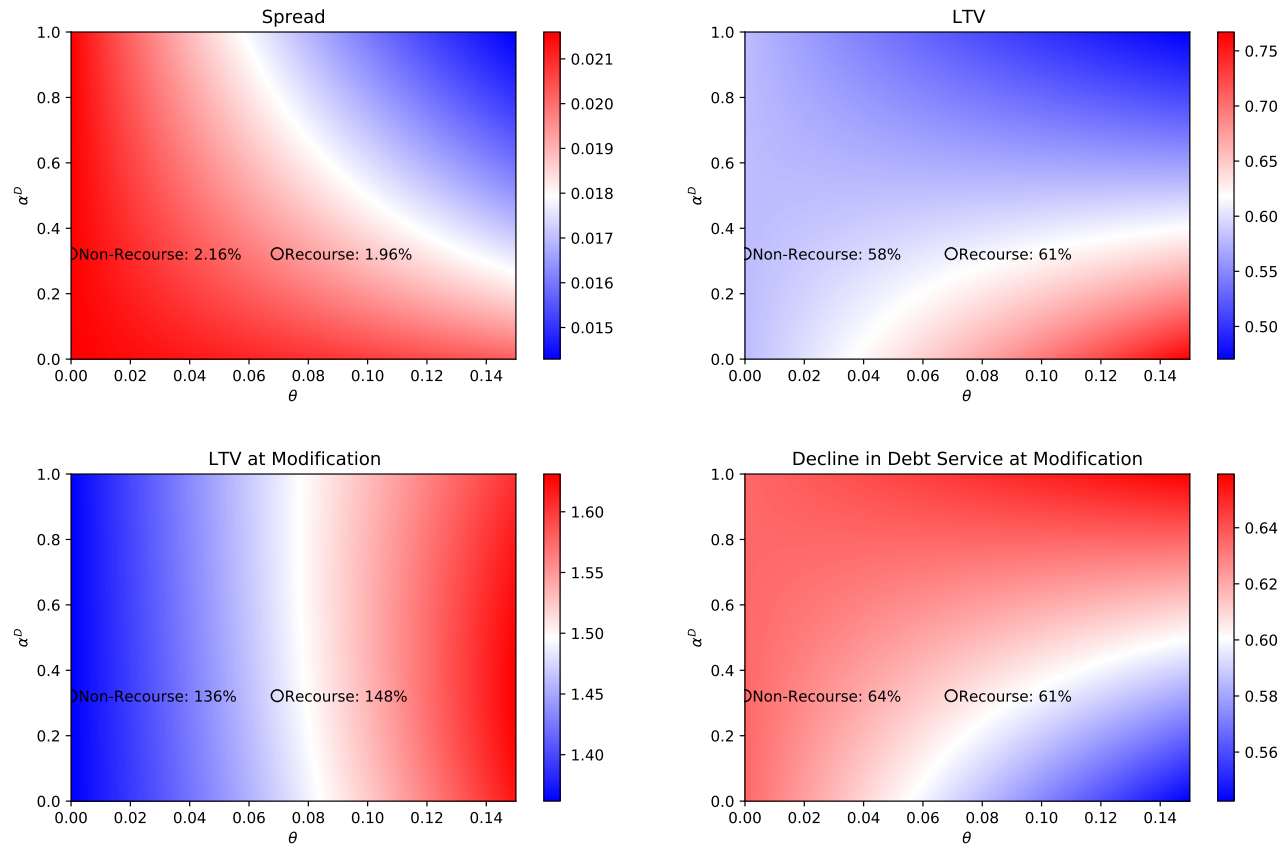 Spread
LTV
1.0
0.8
0.6
0.4
0.2
0.0
α^D
Non-Recourse: 2.16%
Recourse: 1.96%
0.00 0.02 0.04 0.06 0.08 0.10 0.12 0.14
θ
0.021
0.020
0.019
0.018
0.017
0.016
0.015
1.0
0.8
0.6
0.4
0.2
0.0
α^D
Non-Recourse: 58%
Recourse: 61%
0.00 0.02 0.04 0.06 0.08 0.10 0.12 0.14
θ
0.75
0.70
0.65
0.60
0.55
0.50
LTV at Modification
Decline in Debt Service at Modification
1.0
0.8
0.6
0.4
0.2
0.0
α^D
Non-Recourse: 136%
Recourse: 148%
0.00 0.02 0.04 0.06 0.08 0.10 0.12 0.14
θ
1.60
1.55
1.50
1.45
1.40
1.0
0.8
0.6
0.4
0.2
0.0
α^D
Non-Recourse: 64%
Recourse: 61%
0.00 0.02 0.04 0.06 0.08 0.10 0.12 0.14
θ
0.64
0.62
0.60
0.58
0.56